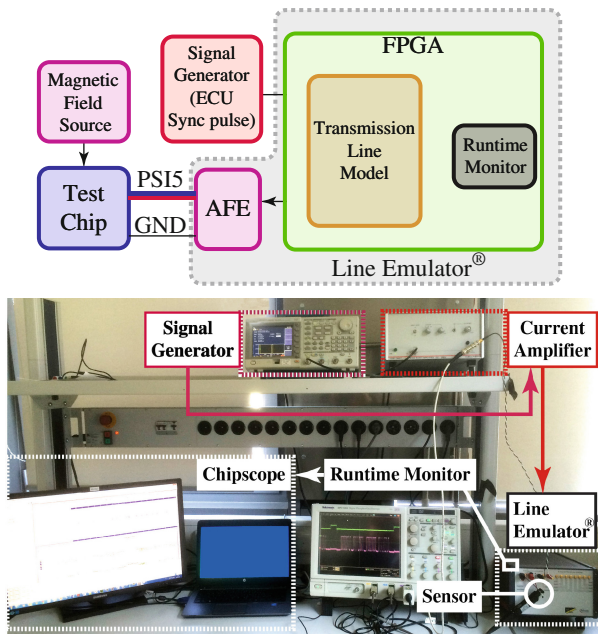 FPGA
Signal
Generator
(ECU
Sync pulse)
Magnetic
Field
Source
Transmission
Line
Model
Runtime
Monitor
Test
Chip
PSI5
GND
AFE
Line Emulator®
Signal
Generator
Current
Amplifier
Chipscope
Runtime Monitor
Line
Emulator®
Sensor